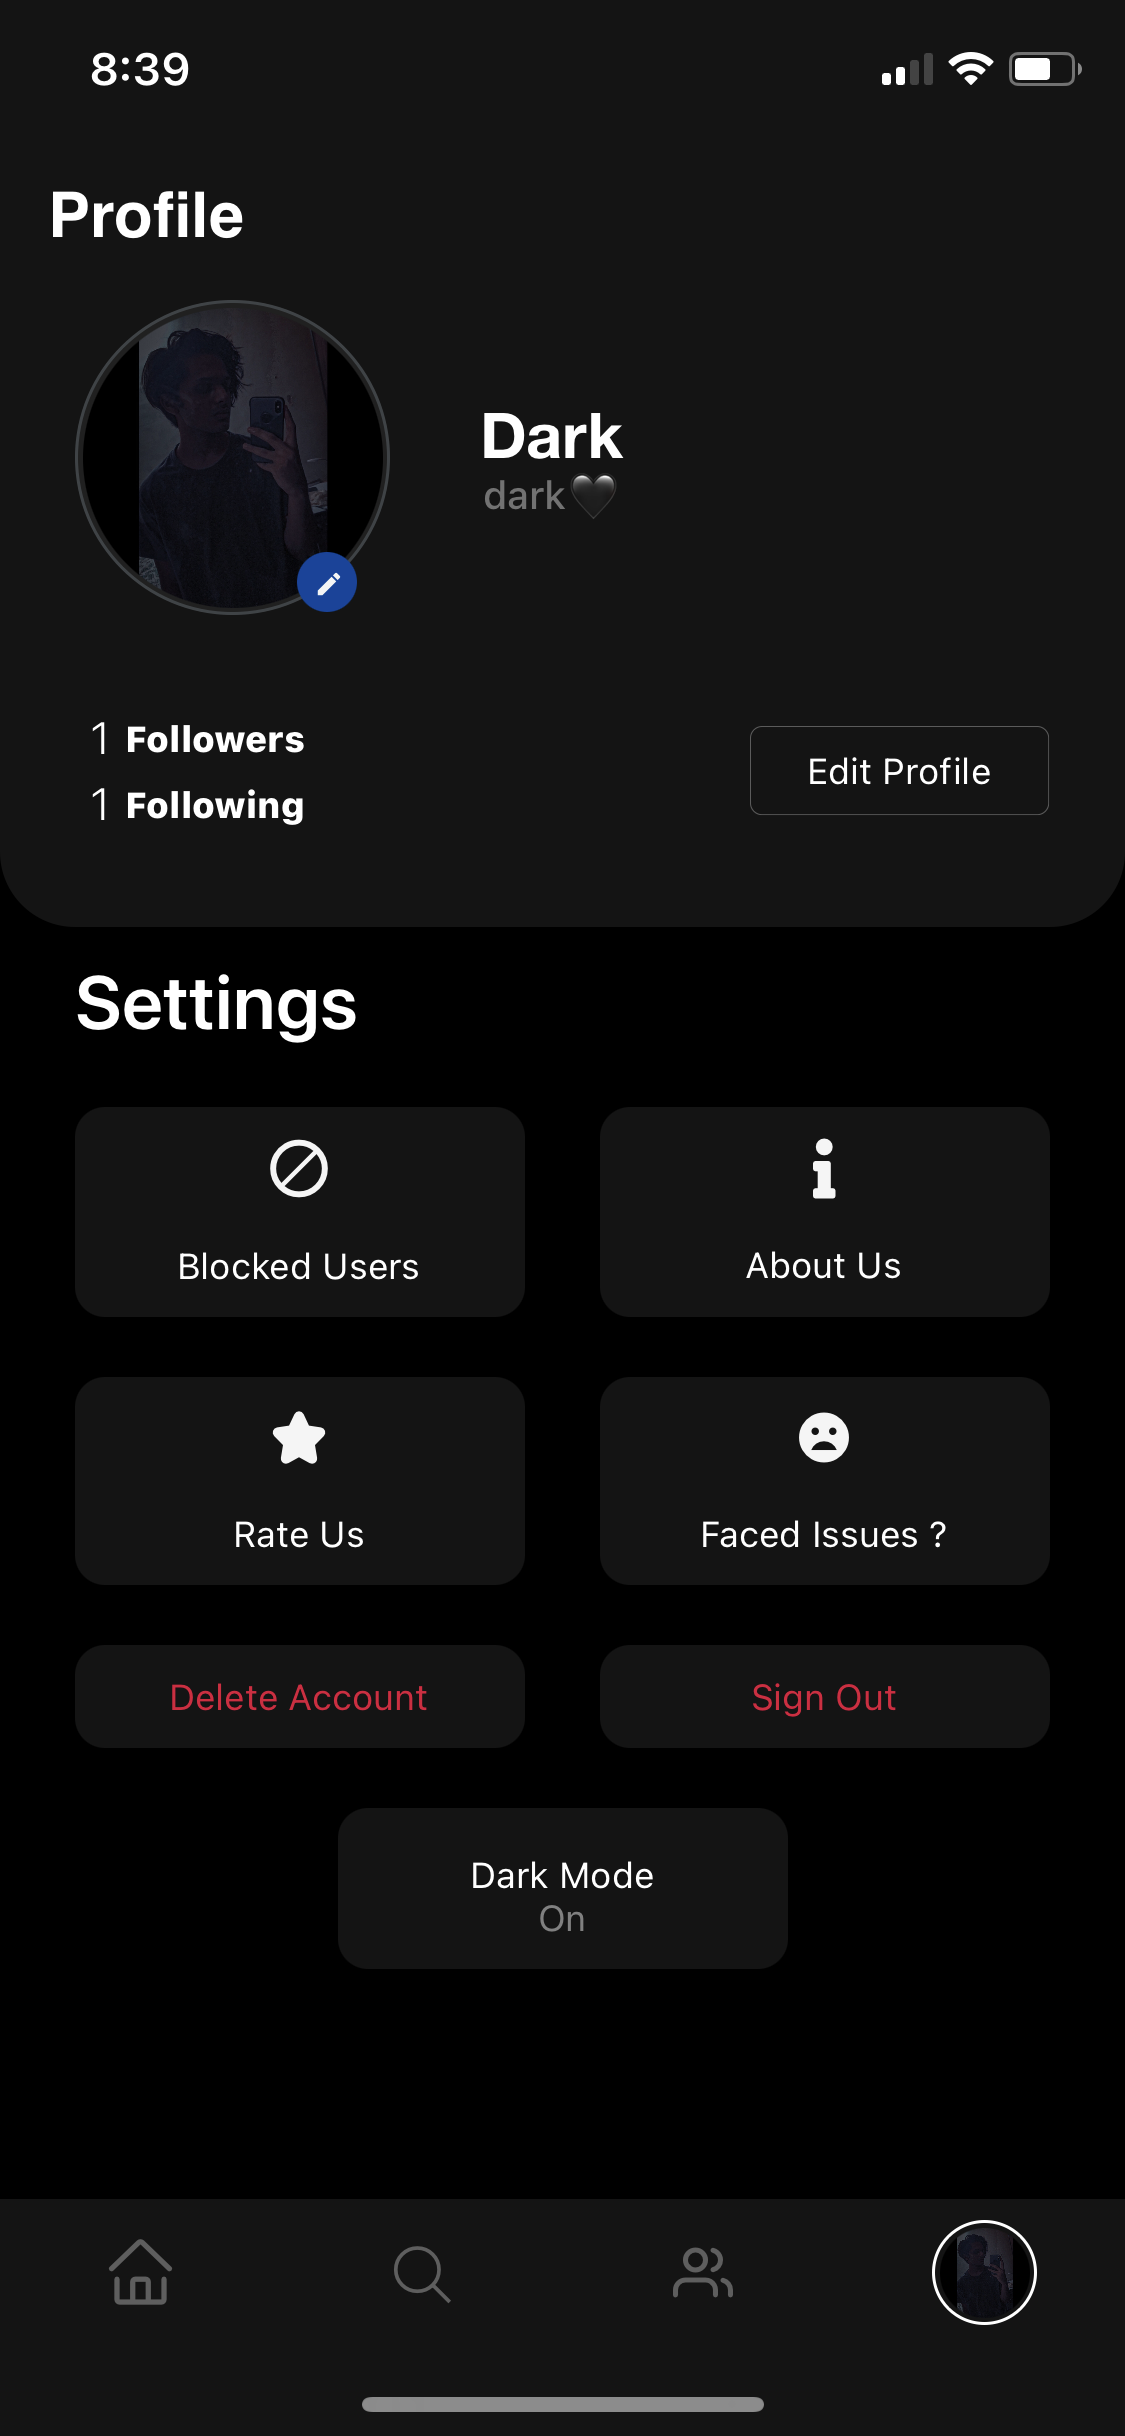 8:39
Profile
Dark
dark🖤
1 Followers
1 Following
Edit Profile
Settings
Blocked Users
About Us
Rate Us
Faced Issues ?
Delete Account
Sign Out
Dark Mode
On